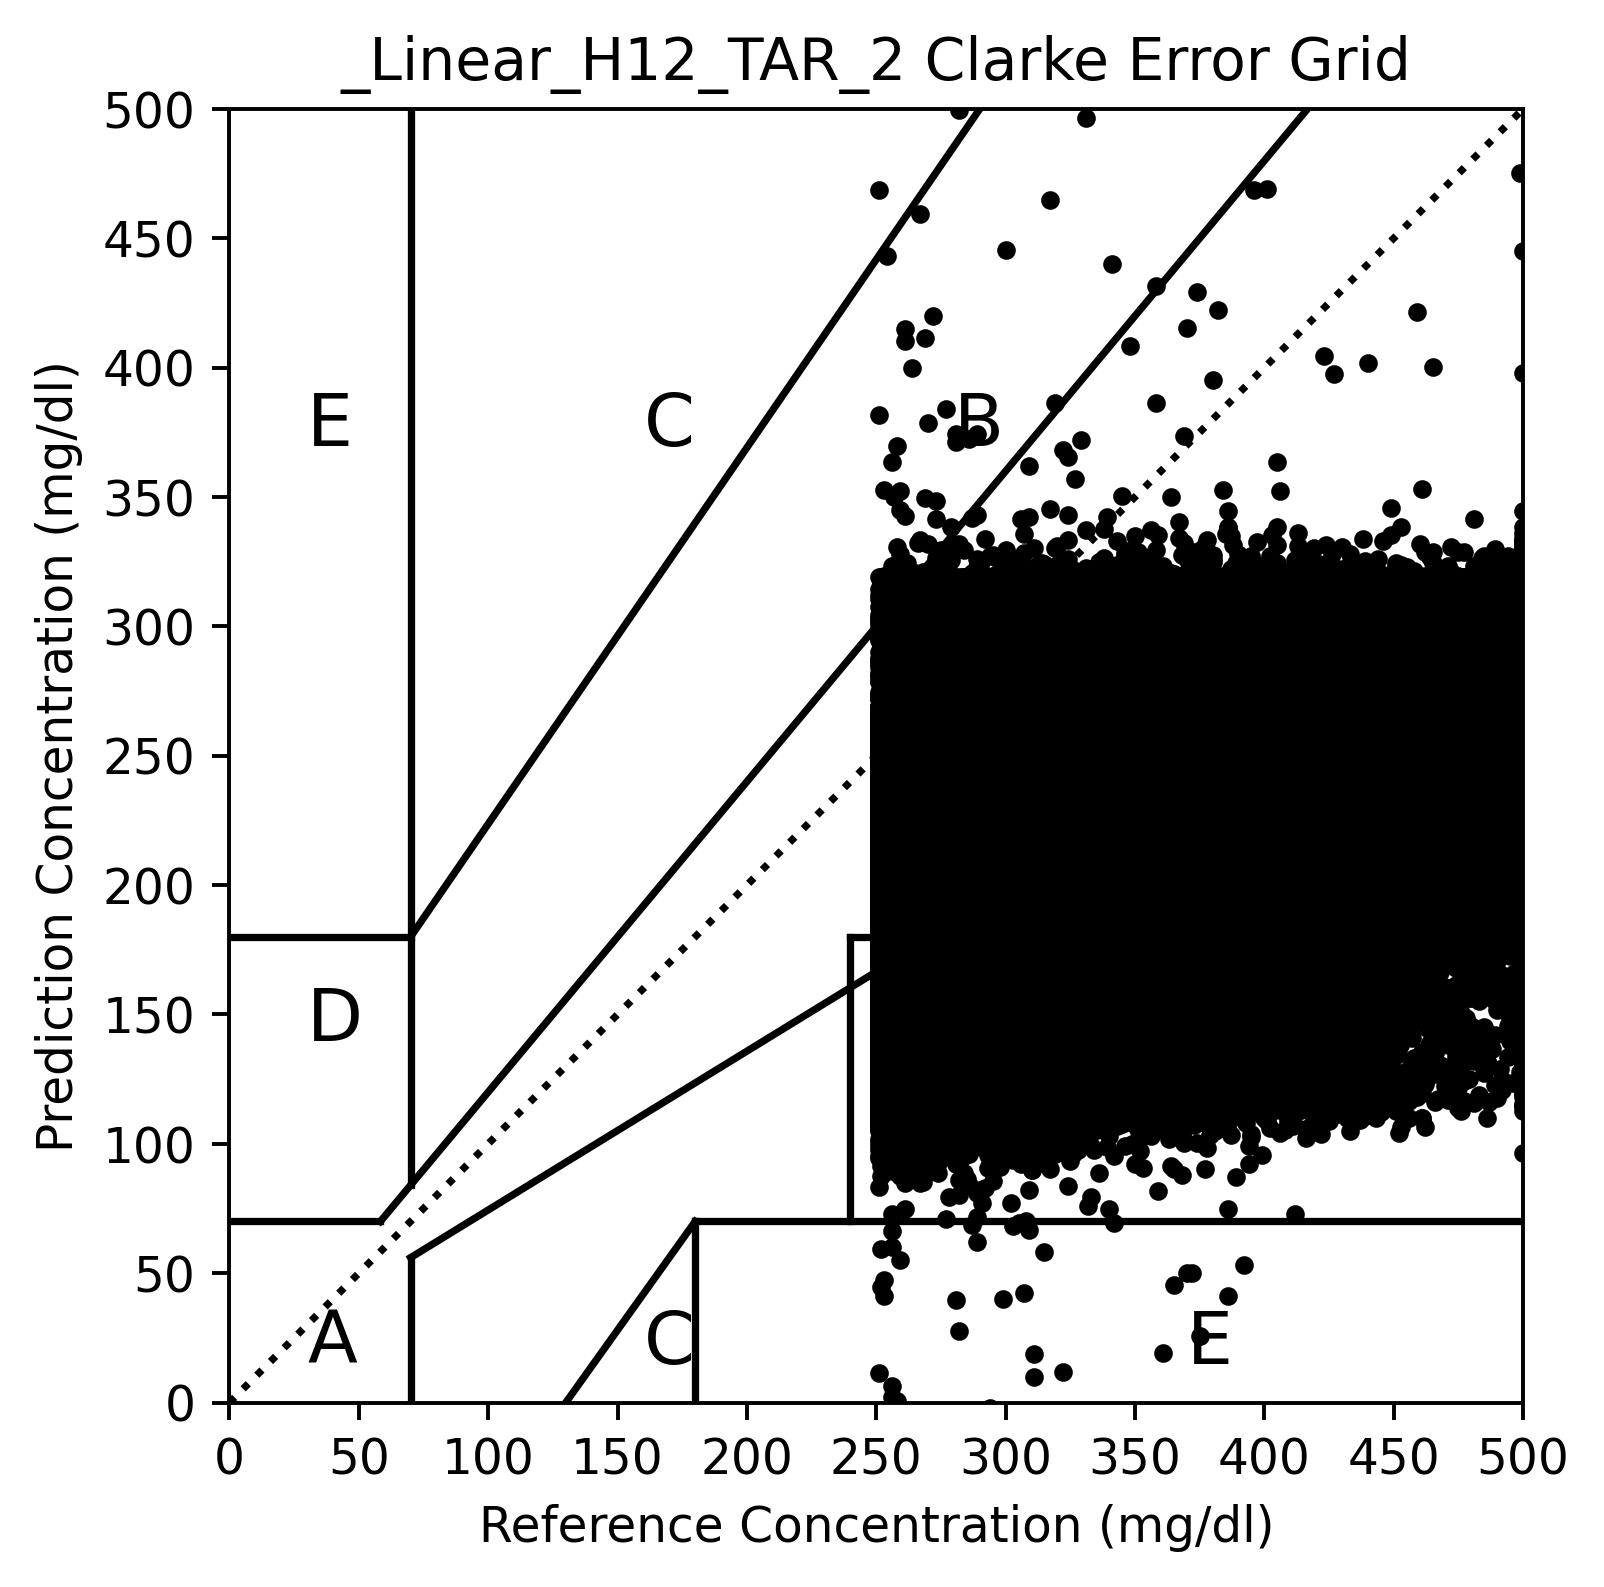 _Linear_H12_TAR_2 Clarke Error Grid
Prediction Concentration (mg/dl)
500
450
400
350
300
250
200
150
100
50
0
E
C
B
D
A
C
E
0 50 100 150 200 250 300 350 400 450 500
Reference Concentration (mg/dl)